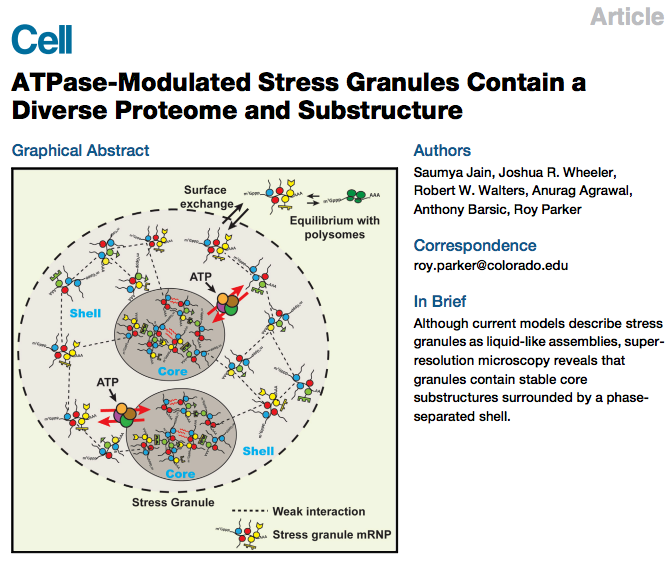 Article
Cell
ATPase-Modulated Stress Granules Contain a
Diverse Proteome and Substructure
Graphical Abstract
Surface
exchange
Equilibrium with
polysomes
ATP
Shell
Core
ATP
Shell
Core
Stress Granule
Weak interaction
Stress granule mRNP
Authors
Saumya Jain, Joshua R. Wheeler,
Robert W. Walters, Anurag Agrawal,
Anthony Barsic, Roy Parker
Correspondence
roy.parker@colorado.edu
In Brief
Although current models describe stress
granules as liquid-like assemblies, super-
resolution microscopy reveals that
granules contain stable core
substructures surrounded by a phase-
separated shell.